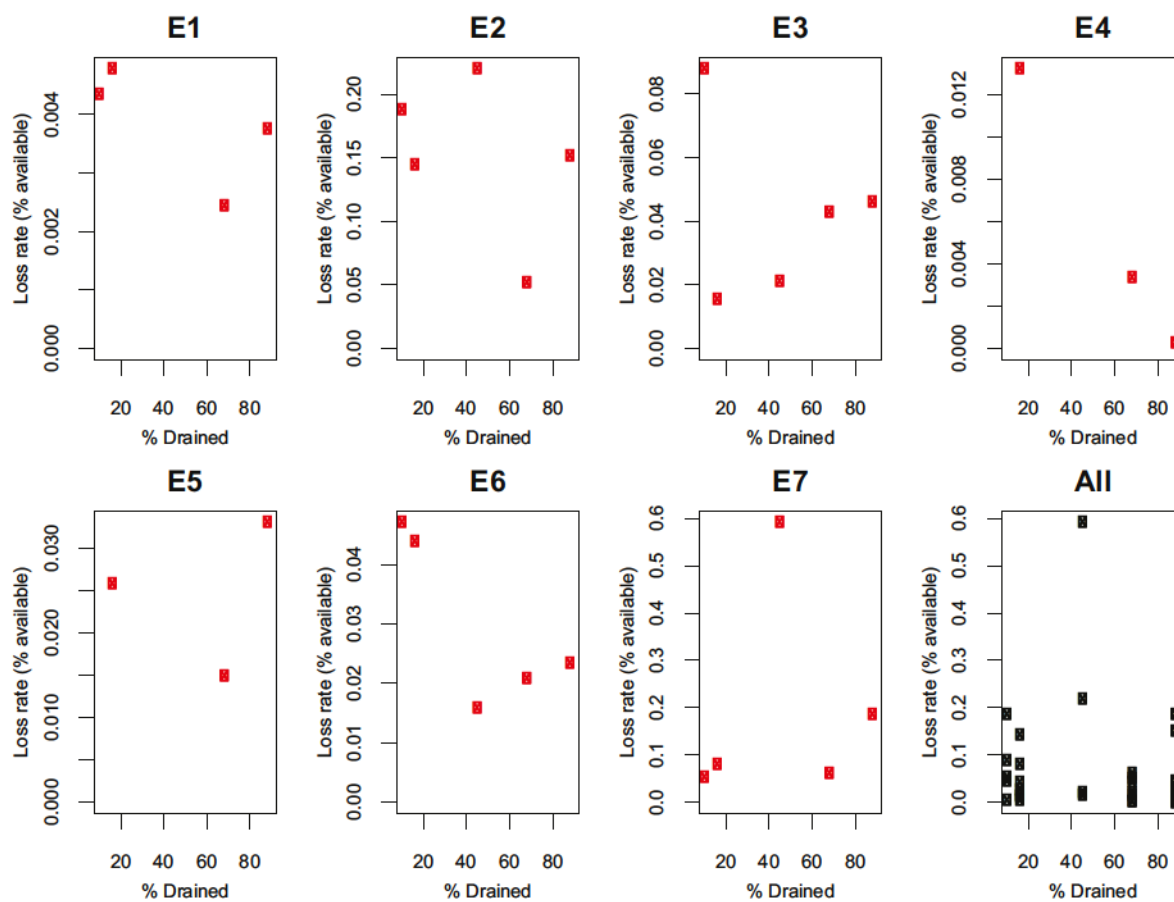 E1 E2 E3 E4
Loss rate (% available) Loss rate (% available) Loss rate (% available) Loss rate (% available)
0.004 0.002 0.000
0.20 0.15 0.10 0.05 0.00
0.08 0.06 0.04 0.02 0.00
0.012 0.008 0.004 0.000
20 40 60 80 20 40 60 80 20 40 60 80 20 40 60 80
% Drained % Drained % Drained % Drained
E5 E6 E7 All
Loss rate (% available) Loss rate (% available) Loss rate (% available) Loss rate (% available)
0.030 0.020 0.010 0.000
0.04 0.03 0.02 0.01 0.00
0.6 0.5 0.4 0.3 0.2 0.1 0.0
0.6 0.5 0.4 0.3 0.2 0.1 0.0
20 40 60 80 20 40 60 80 20 40 60 80 20 40 60 80
% Drained % Drained % Drained % Drained